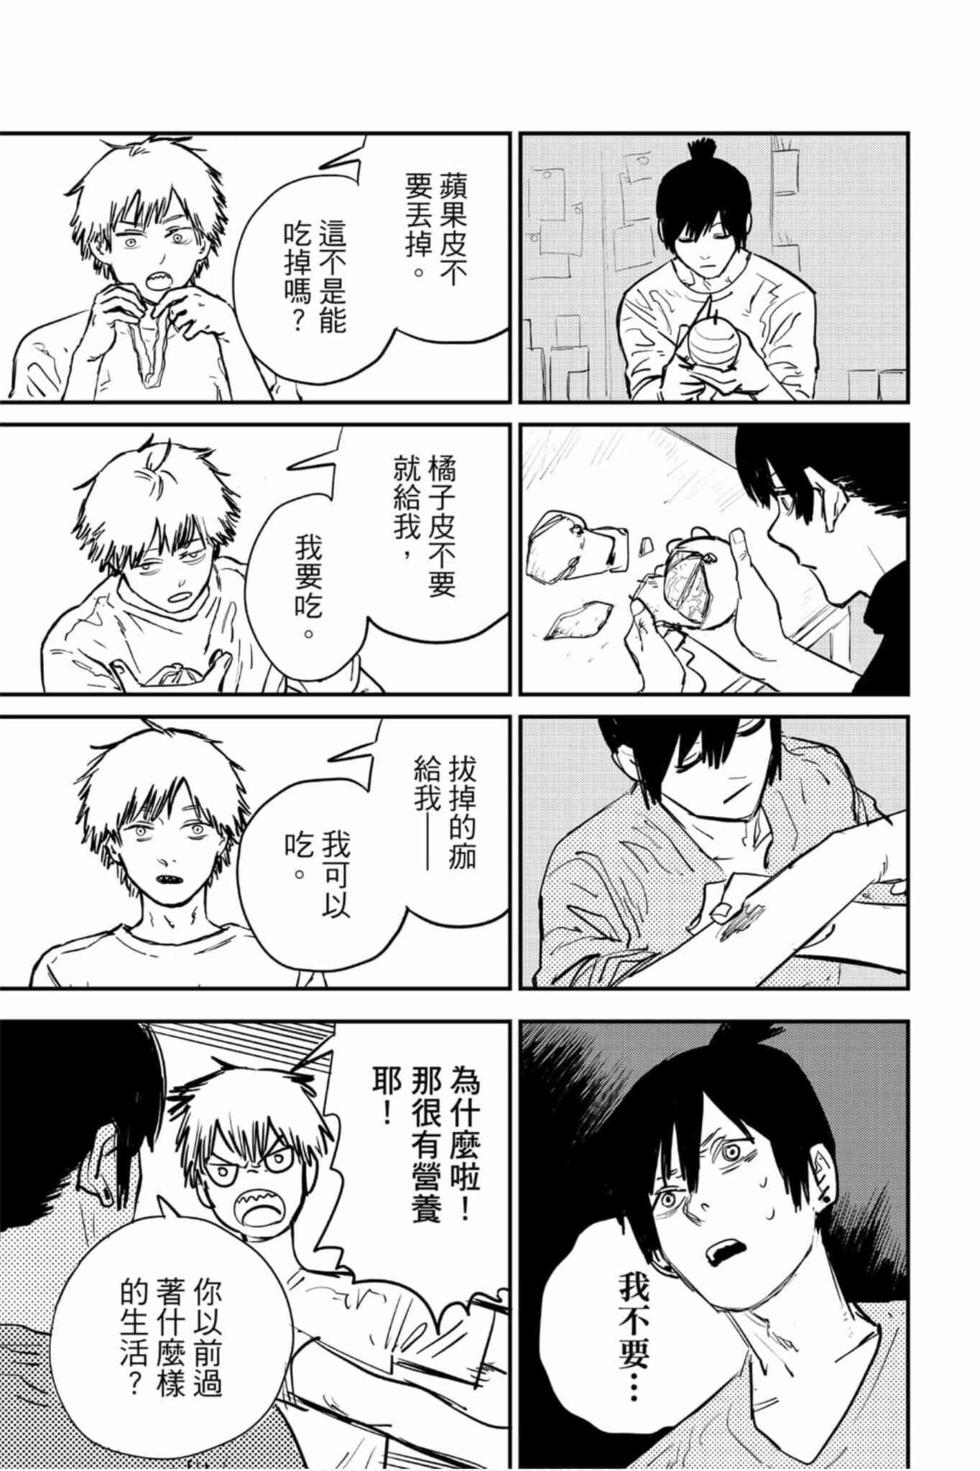 蘋果皮不
要丟掉。
這不是能
吃掉嗎？
橘子皮不要
就給我，
我要吃。
拔掉的痂
給我——
我可以
吃。
我不要…
為什麼啦！
那很有營養
耶！
你以前過
著什麼樣
的生活？